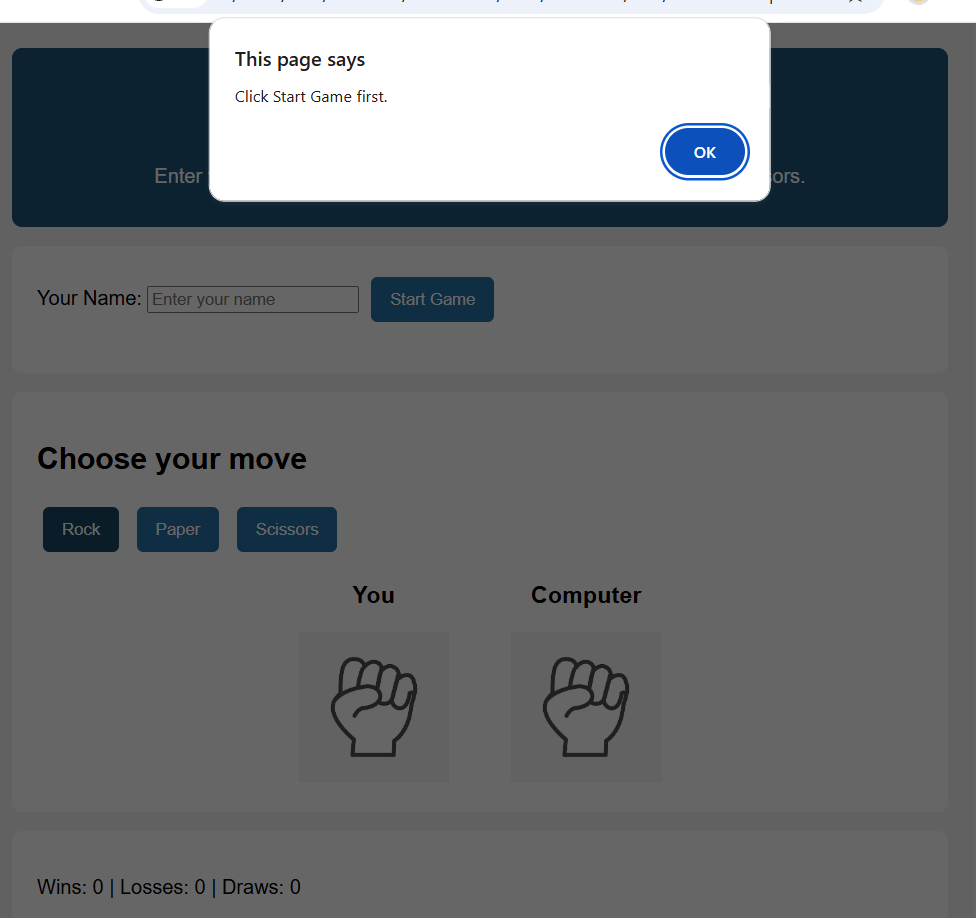 This page says
Click Start Game first.
OK
Enter ors.
Your Name: Enter your name Start Game
Choose your move
Rock Paper Scissors
You Computer
Wins: 0 | Losses: 0 | Draws: 0